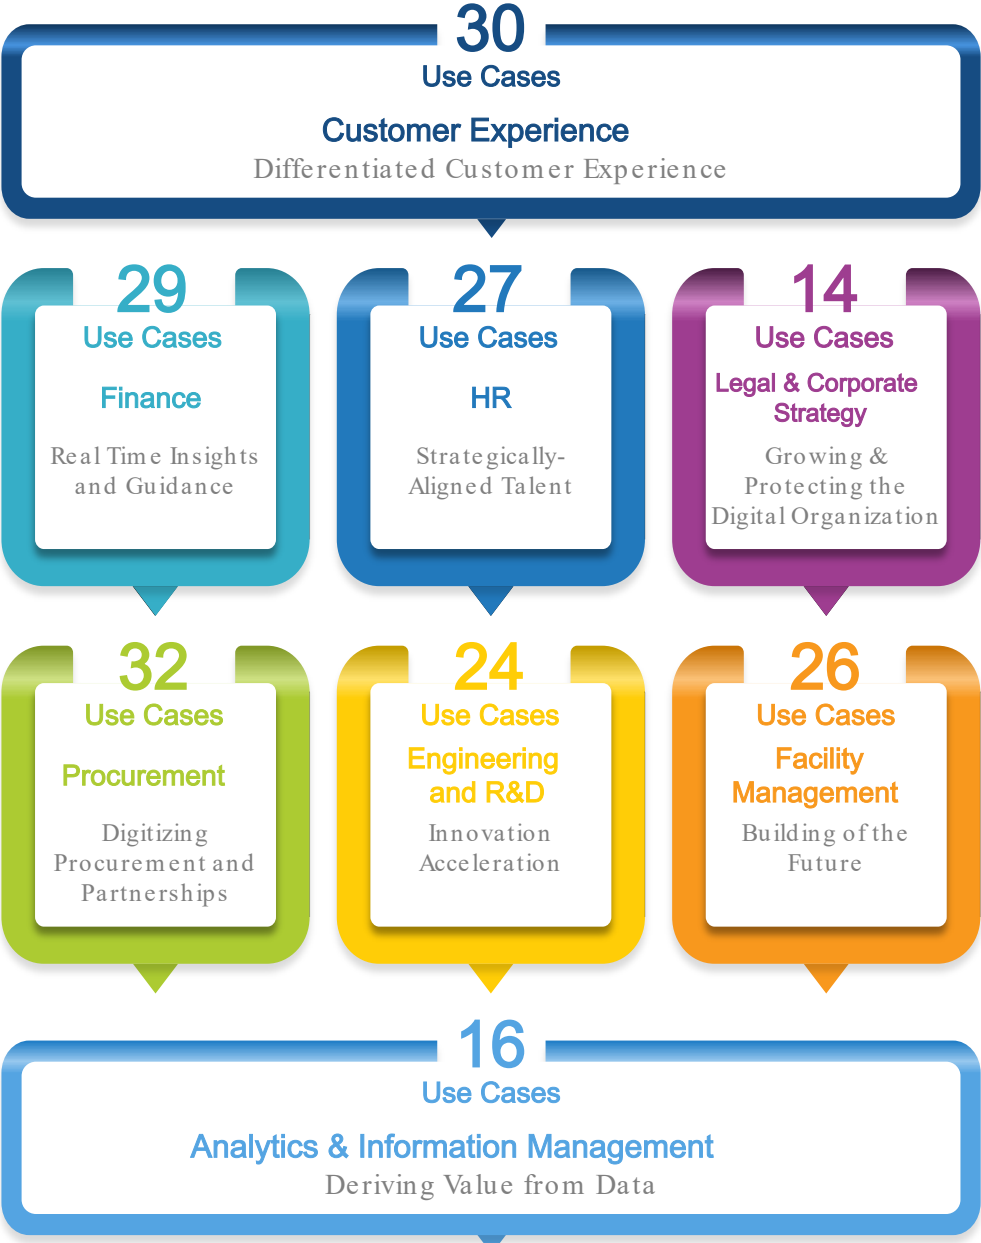 30
Use Cases
Customer Experience
Differentiated Customer Experience
29
Use Cases
Finance
Real Time Insights
and Guidance
27
Use Cases
HR
Strategically-
Aligned Talent
14
Use Cases
Legal & Corporate
Strategy
Growing &
Protecting the
Digital Organization
32
Use Cases
Procurement
Digitizing
Procurement and
Partnerships
24
Use Cases
Engineering
and R&D
Innovation
Acceleration
26
Use Cases
Facility
Management
Building of the
Future
16
Use Cases
Analytics & Information Management
Deriving Value from Data